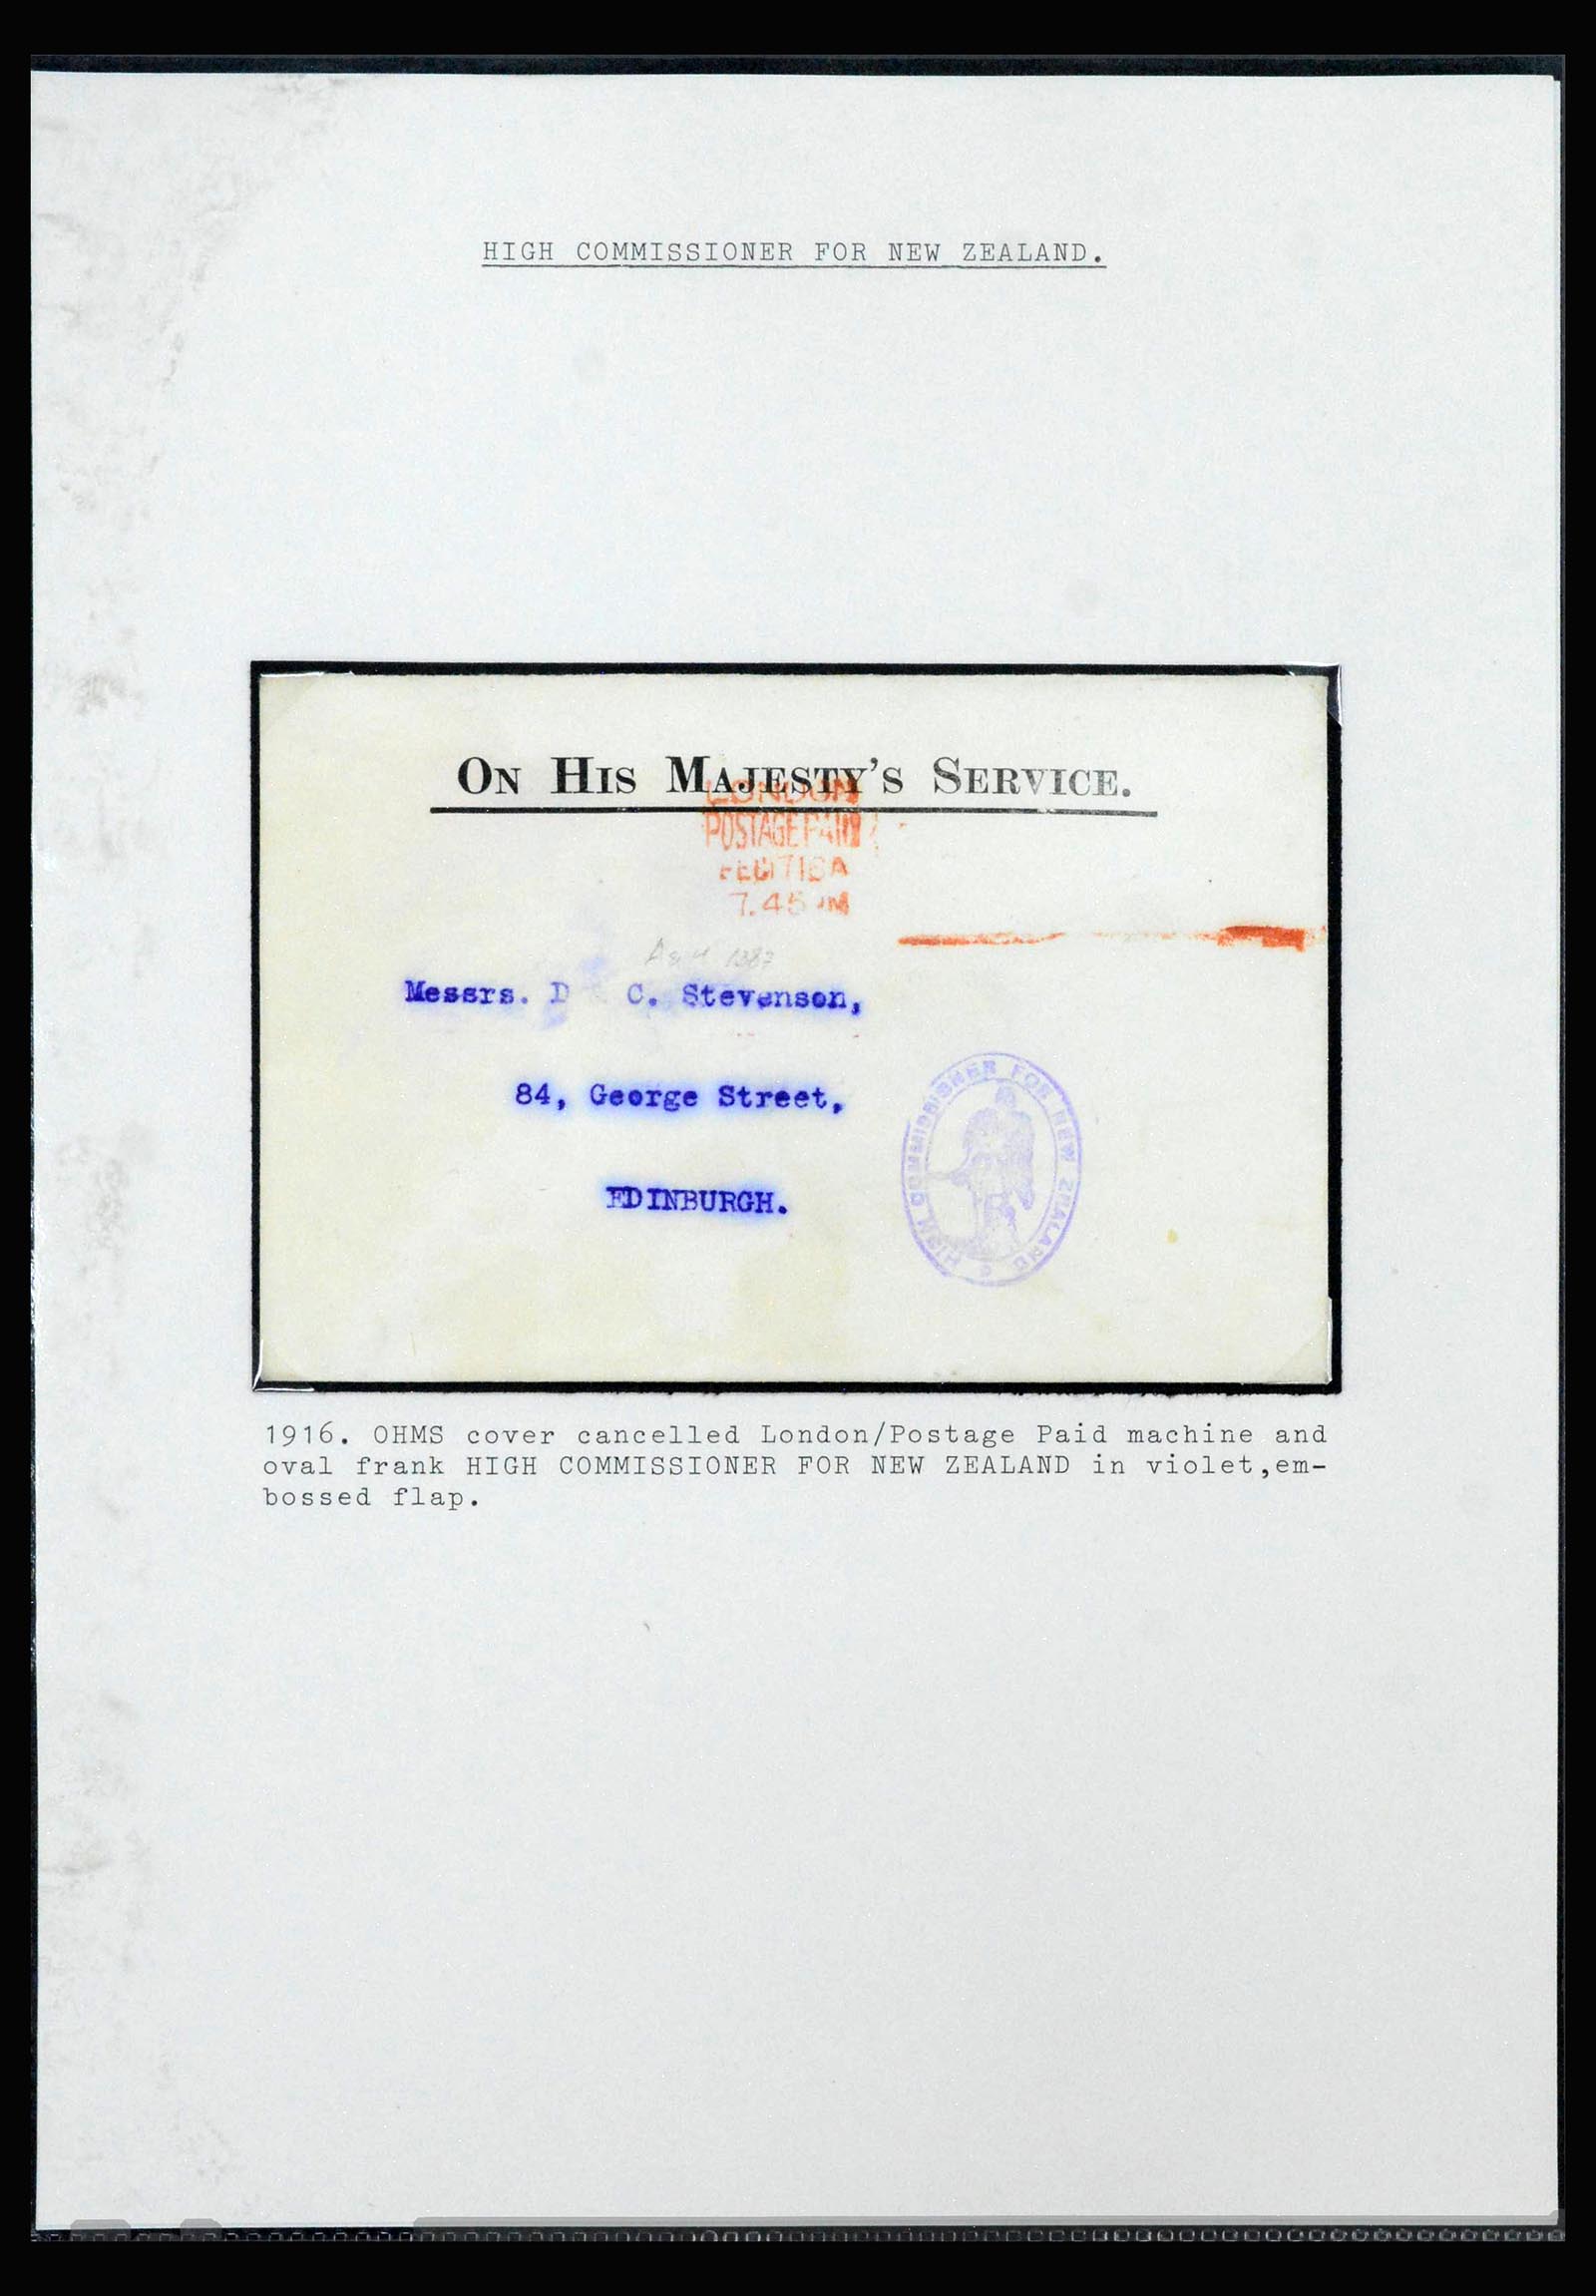 HIGH COMMISSIONER FOR NEW ZEALAND.
ON HIS MAJESTY'S SERVICE.
LONDON
POSTAGE PAID
7.45 PM
Messrs. D C. Stevenson,
84, George Street,
EDINBURGH.
HIGH COMMISSIONER FOR NEW ZEALAND
1916. OHMS cover cancelled London/Postage Paid machine and
oval frank HIGH COMMISSIONER FOR NEW ZEALAND in violet,em-
bossed flap.